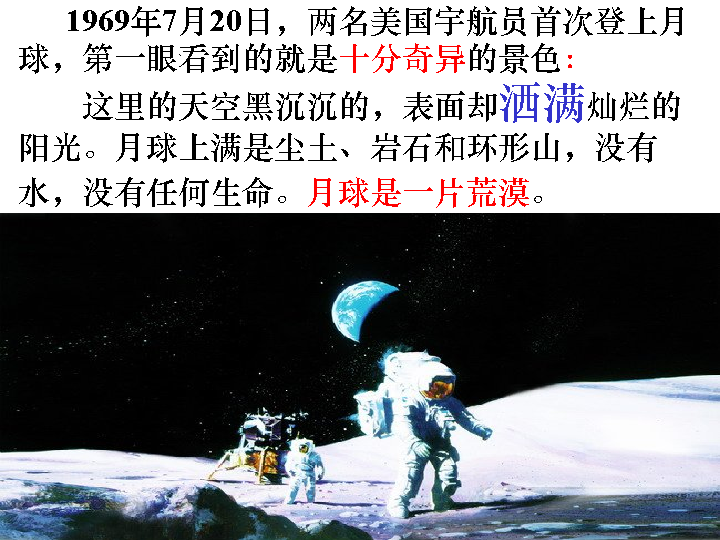 1969年7月20日，两名美国宇航员首次登上月
球，第一眼看到的就是十分奇异的景色：
这里的天空黑沉沉的，表面却洒满灿烂的
阳光。月球上满是尘土、岩石和环形山，没有
水，没有任何生命。月球是一片荒漠。